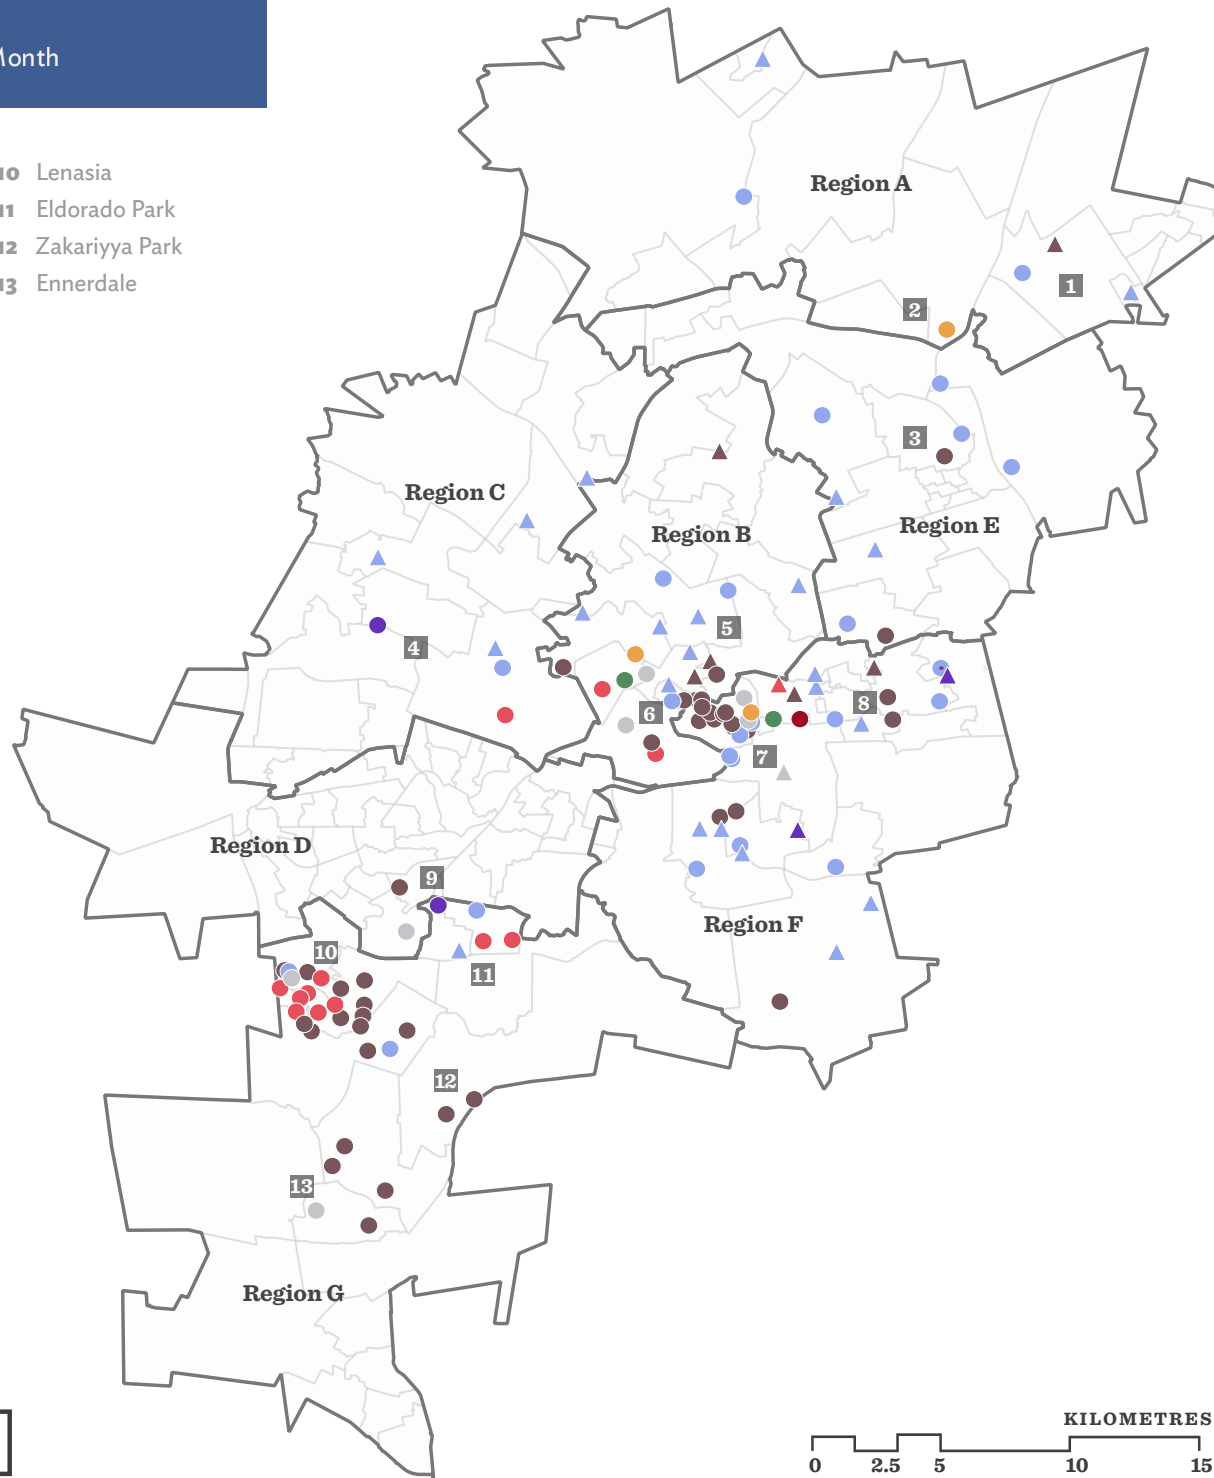 Month
10 Lenasia
11 Eldorado Park
12 Zakariyya Park
13 Ennerdale
Region A
1
2
3
Region C
Region E
Region B
5
4
8
6
7
Region D
9
Region F
10
11
12
13
Region G
KILOMETRES
0 2.5 5 10 15